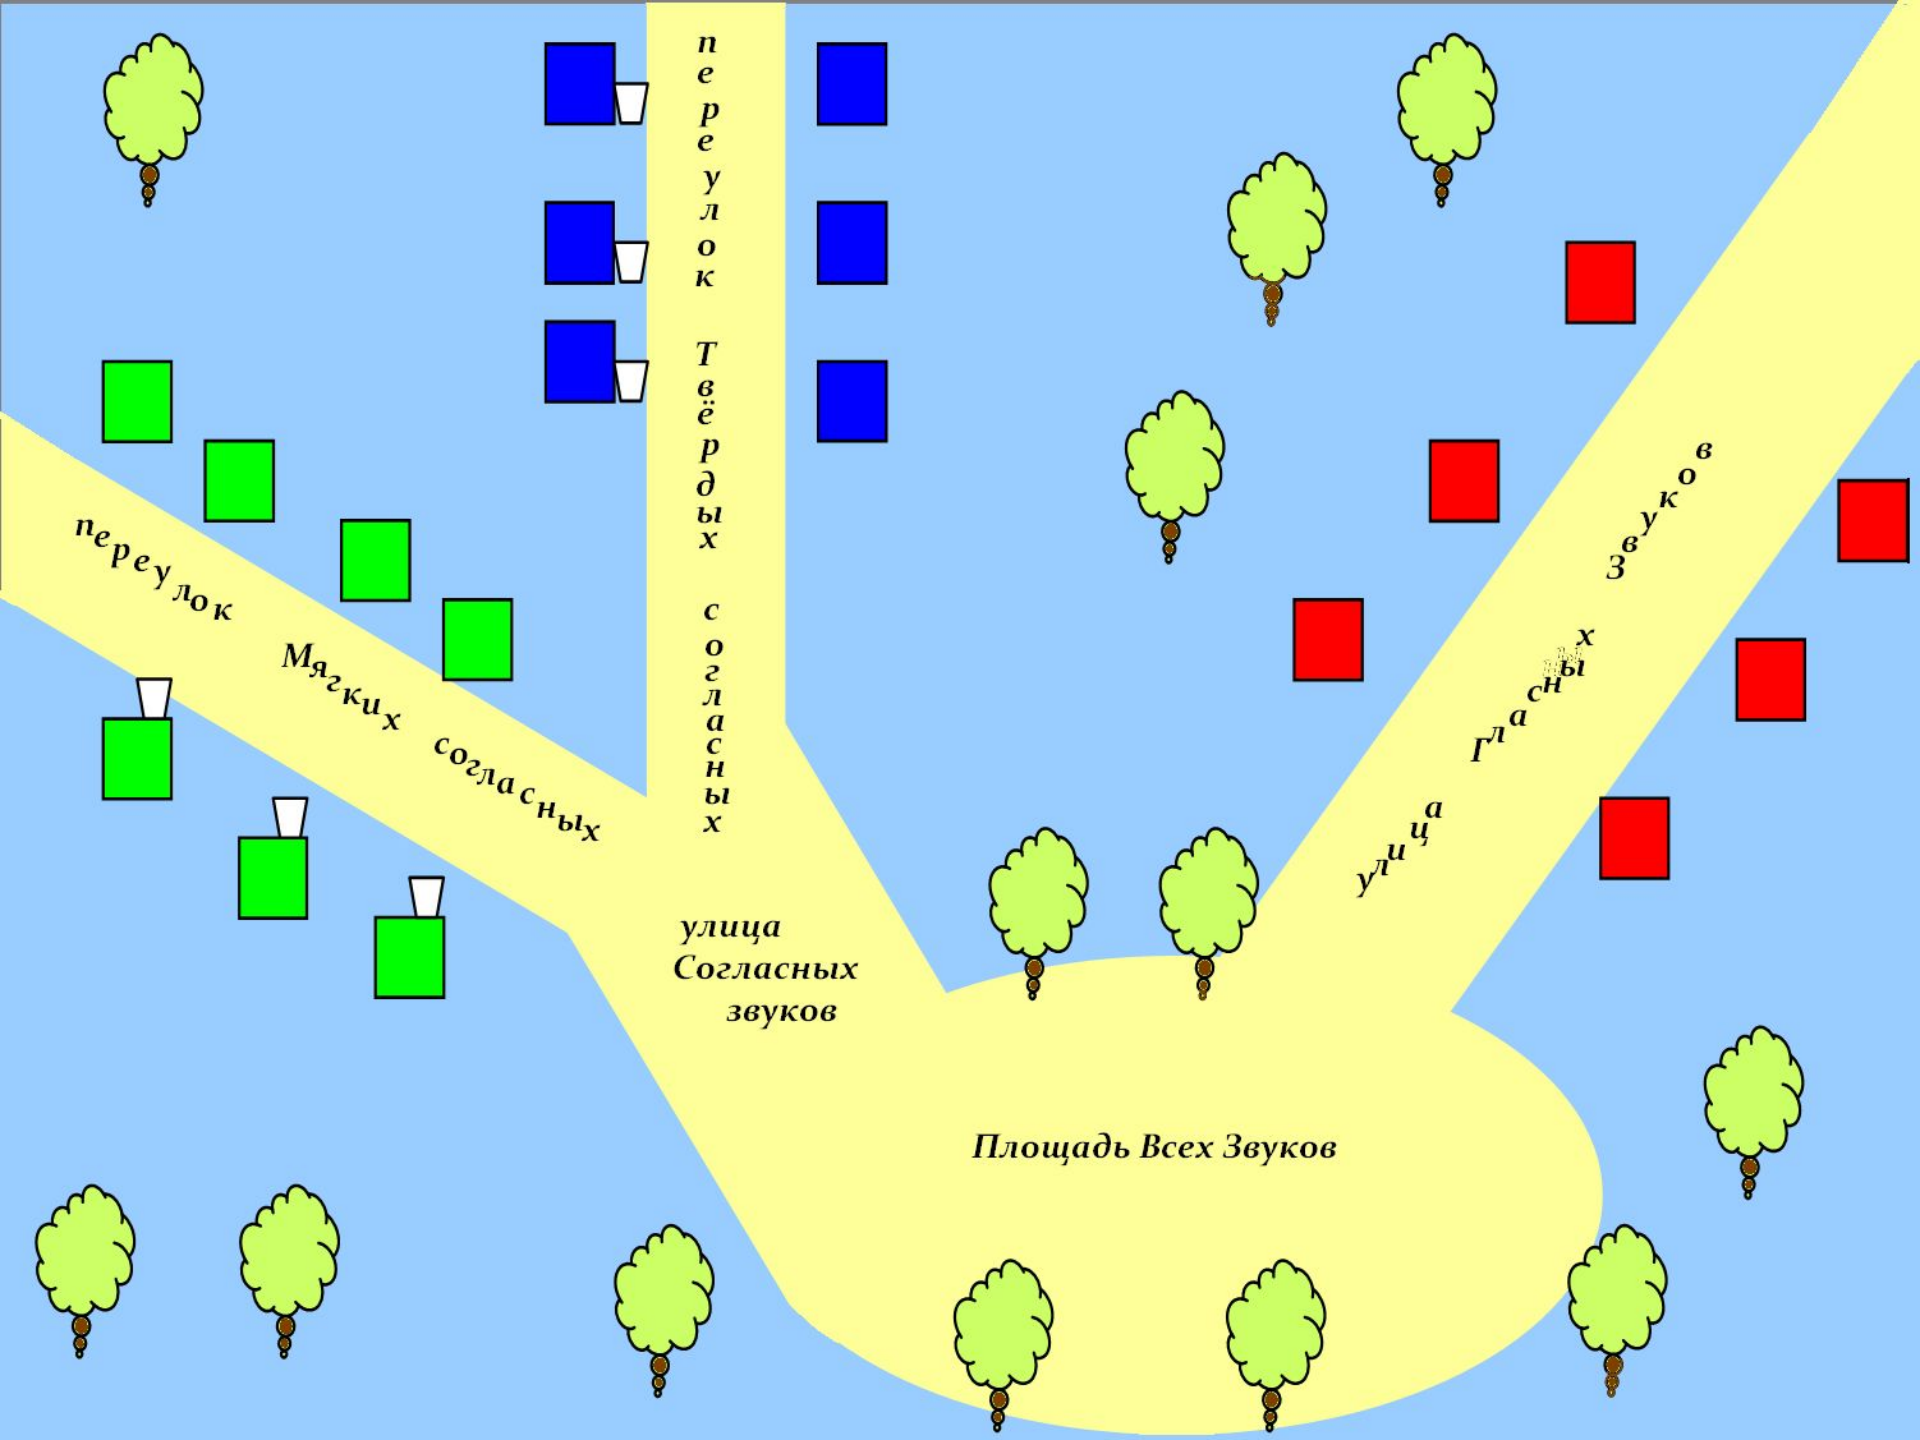 переулок Твёрдых согласных
переулок Мягких согласных
улица Гласных Звуков
улица
Согласных
звуков
Площадь Всех Звуков